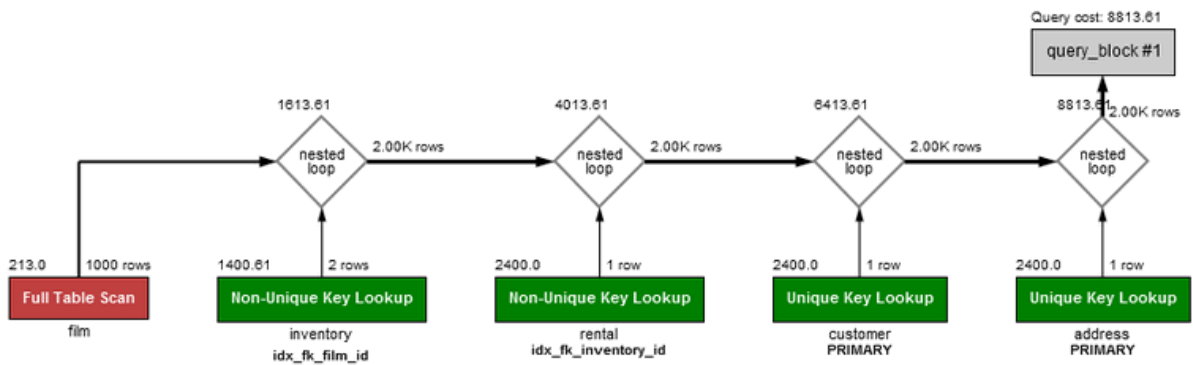 Query cost: 8813.61
query_block #1
1613.61
4013.61
6413.61
8813.61
2.00K rows
nested loop
2.00K rows
nested loop
2.00K rows
nested loop
2.00K rows
nested loop
213.0
1000 rows
1400.61
2 rows
2400.0
1 row
2400.0
1 row
2400.0
1 row
Full Table Scan
Non-Unique Key Lookup
Non-Unique Key Lookup
Unique Key Lookup
Unique Key Lookup
film
inventory
rental
customer
address
idx_fk_film_id
idx_fk_inventory_id
PRIMARY
PRIMARY